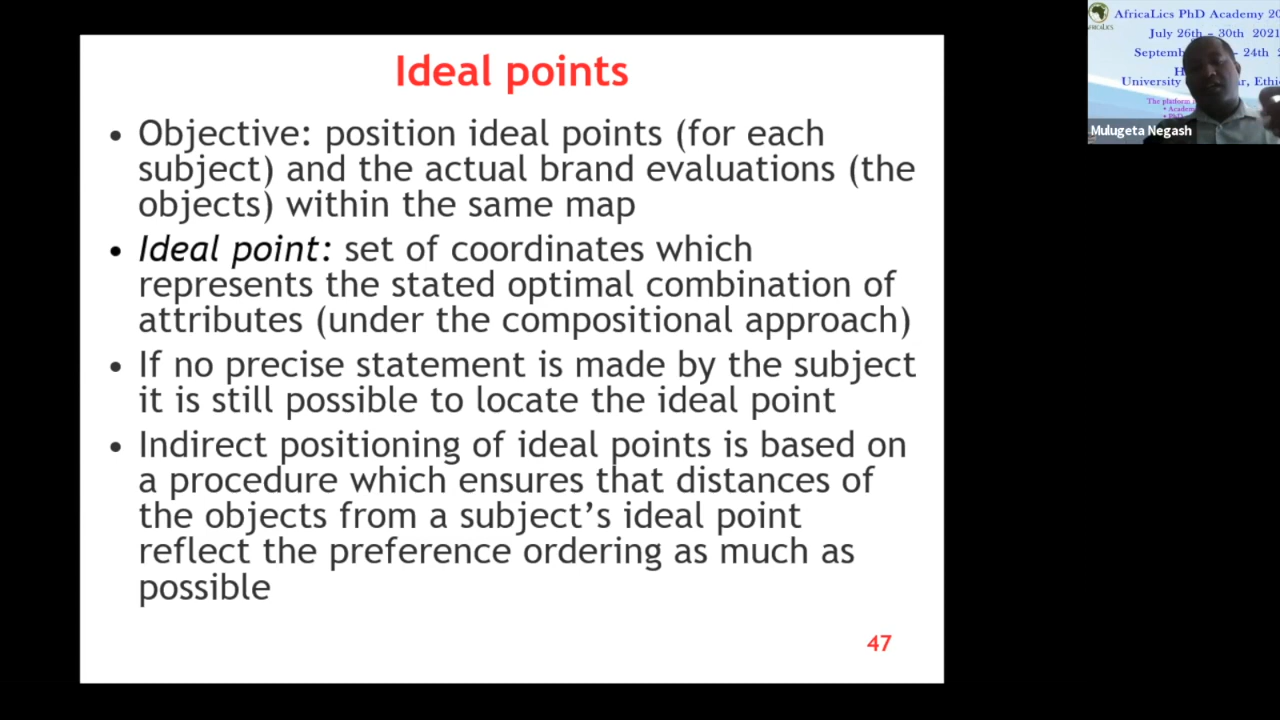 Ideal points
• Objective: position ideal points (for each
subject) and the actual brand evaluations (the
objects) within the same map
• Ideal point: set of coordinates which
represents the stated optimal combination of
attributes (under the compositional approach)
• If no precise statement is made by the subject
it is still possible to locate the ideal point
• Indirect positioning of ideal points is based on
a procedure which ensures that distances of
the objects from a subject’s ideal point
reflect the preference ordering as much as
possible
47
AfricaLics PhD Academy
July 26th - 30th 2021
24th
University
The platform
Mulugeta Negash